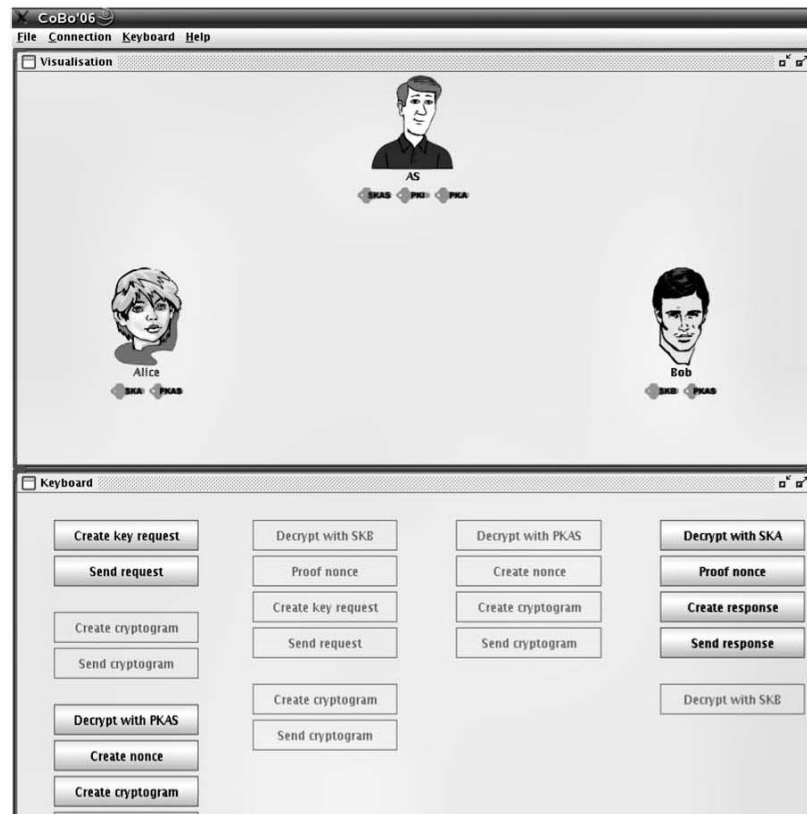 CoBo'06
File Connection Keyboard Help
Visualisation
AS
SKAS PKI PKA
Alice
SKA PKAS
Bob
SKB PKAS
Keyboard
Create key request
Send request
Create cryptogram
Send cryptogram
Decrypt with PKAS
Create nonce
Create cryptogram
Decrypt with SKB
Proof nonce
Create key request
Send request
Create cryptogram
Send cryptogram
Decrypt with PKAS
Create nonce
Create cryptogram
Send cryptogram
Decrypt with SKA
Proof nonce
Create response
Send response
Decrypt with SKB